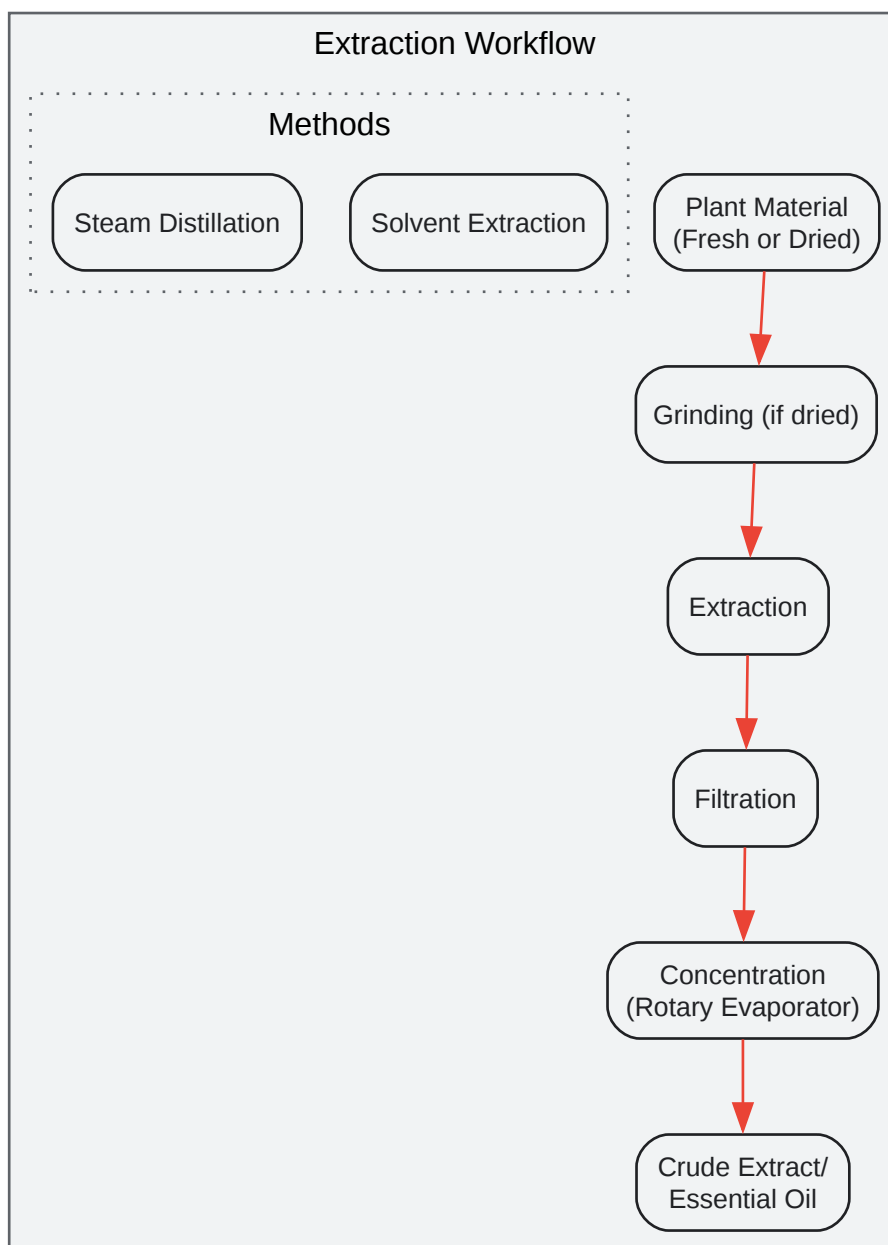 Extraction Workflow
Methods
Steam Distillation
Solvent Extraction
Plant Material
(Fresh or Dried)
Grinding (if dried)
Extraction
Filtration
Concentration
(Rotary Evaporator)
Crude Extract/
Essential Oil